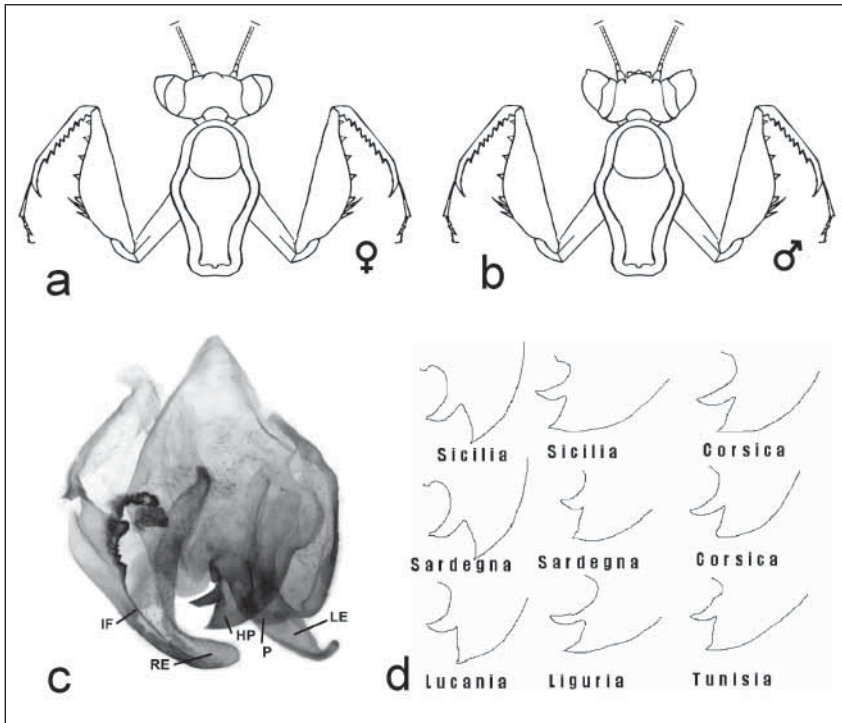 a
♀
b
♂
c
IF
RE
HP
P
LE
d
Sicilia Sicilia Corsica
Sardegna Sardegna Corsica
Lucania Liguria Tunisia